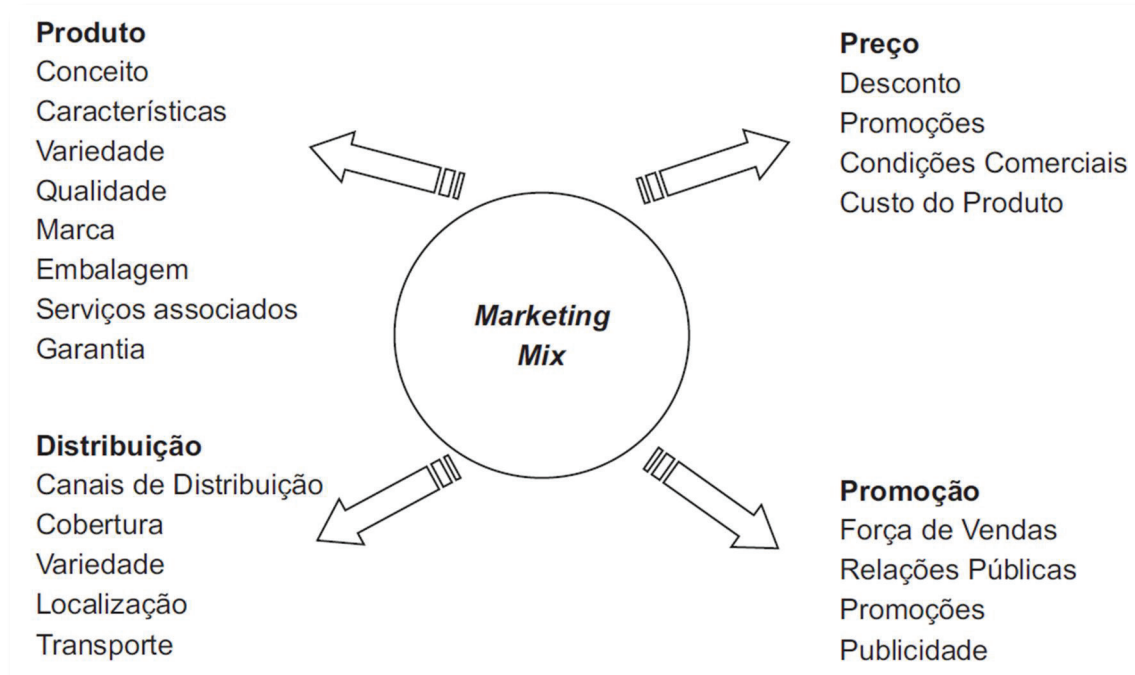 Produto
Conceito
Características
Variedade
Qualidade
Marca
Embalagem
Serviços associados
Garantia
Preço
Desconto
Promoções
Condições Comerciais
Custo do Produto
Marketing
Mix
Distribuição
Canais de Distribuição
Cobertura
Variedade
Localização
Transporte
Promoção
Força de Vendas
Relações Públicas
Promoções
Publicidade